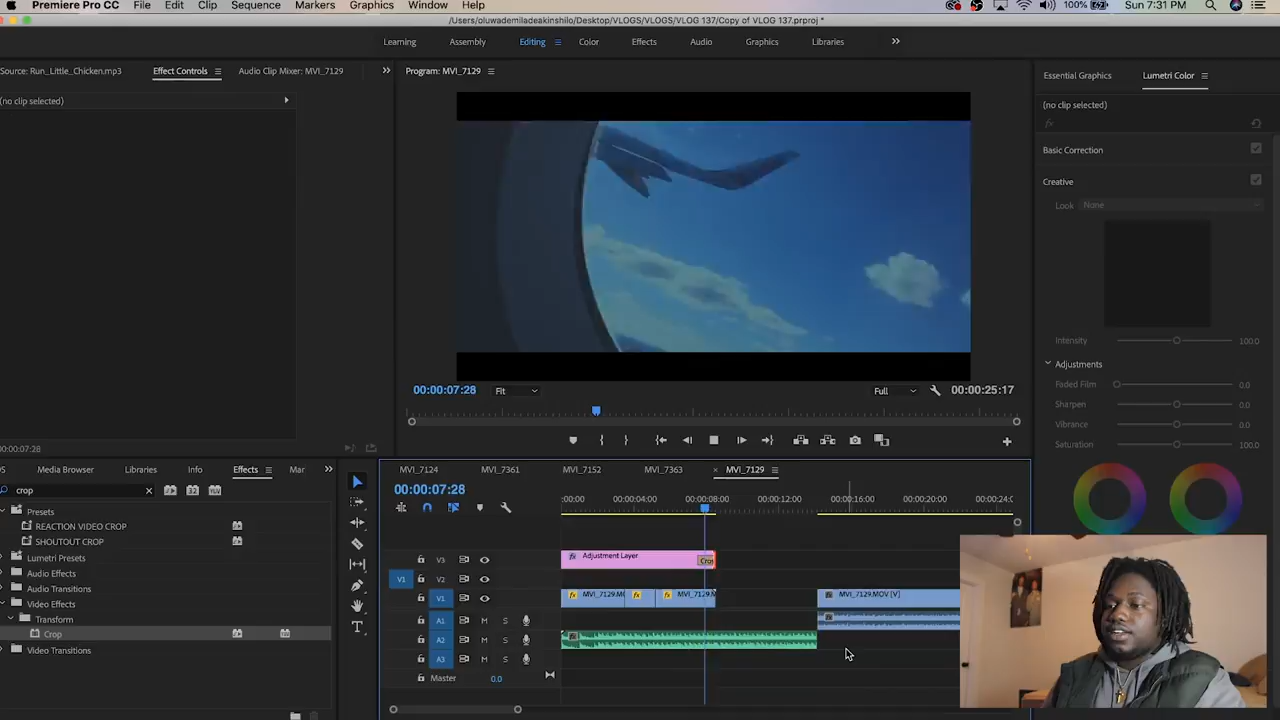 Premiere Pro CC File Edit Clip Sequence Markers Graphics Window Help 100% Sun 7:31 PM
/Users/oluwademiladeakinshilo/Desktop/VLOGS/VLOGS/VLOG 137/Copy of VLOG 137.prproj *
Learning Assembly Editing Color Effects Audio Graphics Libraries
Source: Run_Little_Chicken.mp3 Effect Controls Audio Clip Mixer: MVI_7129 Program: MVI_7129 Essential Graphics Lumetri Color
(no clip selected)
(no clip selected)
fx
Basic Correction
Creative
Look None
Intensity 100.0
Adjustments
Faded Film 0.0
Sharpen 0.0
Vibrance 0.0
Saturation 100.0
00:00:07:28 Fit Full 00:00:25:17
00:00:07:28
Media Browser Libraries Info Effects Mar
crop
Presets
REACTION VIDEO CROP
SHOUTOUT CROP
Lumetri Presets
Audio Effects
Audio Transitions
Video Effects
Transform
Crop
Video Transitions
MVI_7124 MVI_7361 MVI_7152 MVI_7363 × MVI_7129
00:00:07:28
:00:00 00:00:04:00 00:00:08:00 00:00:12:00 00:00:16:00 00:00:20:00 00:00:24:0
V3 fx Adjustment Layer Cros
V1 V2
V1 fx MVI_7129.M fx fx MVI_7129.M MVI_7129.MOV [V]
A1 M S
A2 M S
A3 M S
Master 0.0